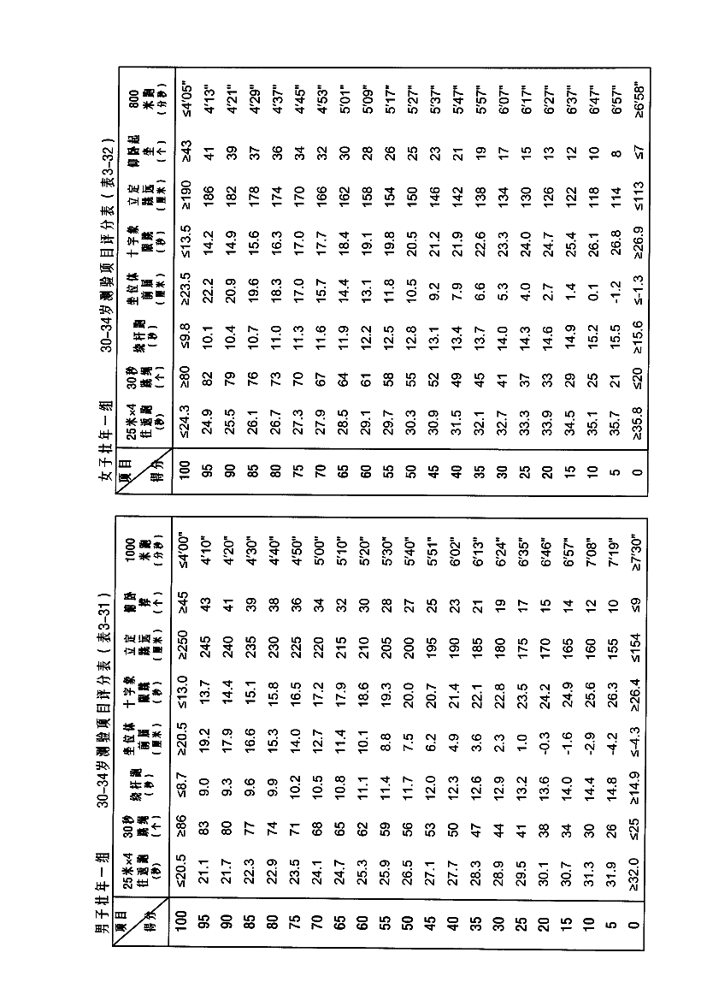 男子壮年一组 30-34岁测验项目评分表（表3-31）
项目 得分 25米×4往返跑(秒) 30秒跳绳(个) 绕杆跑(秒) 坐位体前屈(厘米) 十字象限跳(秒) 立定跳远(厘米) 俯卧撑(个) 1000米跑(分秒)
100 ≤20.5 ≥86 ≤8.7 ≥20.5 ≤13.0 ≥250 ≥45 ≤4'00"
95 21.1 83 9.0 19.2 13.7 245 43 4'10"
90 21.7 80 9.3 17.9 14.4 240 41 4'20"
85 22.3 77 9.6 16.6 15.1 235 39 4'30"
80 22.9 74 9.9 15.3 15.8 230 38 4'40"
75 23.5 71 10.2 14.0 16.5 225 36 4'50"
70 24.1 68 10.5 12.7 17.2 220 34 5'00"
65 24.7 65 10.8 11.4 17.9 215 32 5'10"
60 25.3 62 11.1 10.1 18.6 210 30 5'20"
55 25.9 59 11.4 8.8 19.3 205 28 5'30"
50 26.5 56 11.7 7.5 20.0 200 27 5'40"
45 27.1 53 12.0 6.2 20.7 195 25 5'51"
40 27.7 50 12.3 4.9 21.4 190 23 6'02"
35 28.3 47 12.6 3.6 22.1 185 21 6'13"
30 28.9 44 12.9 2.3 22.8 180 19 6'24"
25 29.5 41 13.2 1.0 23.5 175 17 6'35"
20 30.1 38 13.6 -0.3 24.2 170 15 6'46"
15 30.7 34 14.0 -1.6 24.9 165 14 6'57"
10 31.3 30 14.4 -2.9 25.6 160 12 7'08"
5 31.9 26 14.8 -4.2 26.3 155 10 7'19"
0 ≥32.0 ≤25 ≥14.9 ≤-4.3 ≥26.4 ≤154 ≤9 ≥7'30"
女子壮年一组 30-34岁测验项目评分表（表3-32）
项目 得分 25米×4往返跑(秒) 30秒跳绳(个) 绕杆跑(秒) 坐位体前屈(厘米) 十字象限跳(秒) 立定跳远(厘米) 仰卧起坐(个) 800米跑(分秒)
100 ≤24.3 ≥80 ≤9.8 ≥23.5 ≤13.5 ≥190 ≥43 ≤4'05"
95 24.9 82 10.1 22.2 14.2 186 41 4'13"
90 25.5 79 10.4 20.9 14.9 182 39 4'21"
85 26.1 76 10.7 19.6 15.6 178 37 4'29"
80 26.7 73 11.0 18.3 16.3 174 36 4'37"
75 27.3 70 11.3 17.0 17.0 170 34 4'45"
70 27.9 67 11.6 15.7 17.7 166 32 4'53"
65 28.5 64 11.9 14.4 18.4 162 30 5'01"
60 29.1 61 12.2 13.1 19.1 158 28 5'09"
55 29.7 58 12.5 11.8 19.8 154 26 5'17"
50 30.3 55 12.8 10.5 20.5 150 25 5'27"
45 30.9 52 13.1 9.2 21.2 146 23 5'37"
40 31.5 49 13.4 7.9 21.9 142 21 5'47"
35 32.1 45 13.7 6.6 22.6 138 19 5'57"
30 32.7 41 14.0 5.3 23.3 134 17 6'07"
25 33.3 37 14.3 4.0 24.0 130 15 6'17"
20 33.9 33 14.6 2.7 24.7 126 13 6'27"
15 34.5 29 14.9 1.4 25.4 122 12 6'37"
10 35.1 25 15.2 0.1 26.1 118 10 6'47"
5 35.7 21 15.5 -1.2 26.8 114 8 6'57"
0 ≥35.8 ≤20 ≥15.6 ≤-1.3 ≥26.9 ≤113 ≤7 ≥6'58"